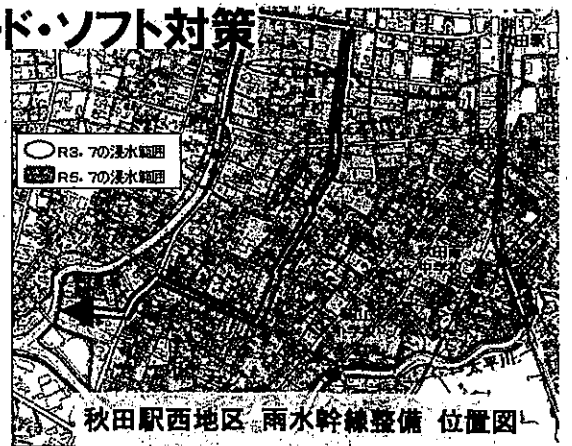 ド・ソフト対策
田駅
R3.7の浸水範囲
R5.7の浸水範囲
太平川
秋田駅西地区 雨水幹線整備 位置図